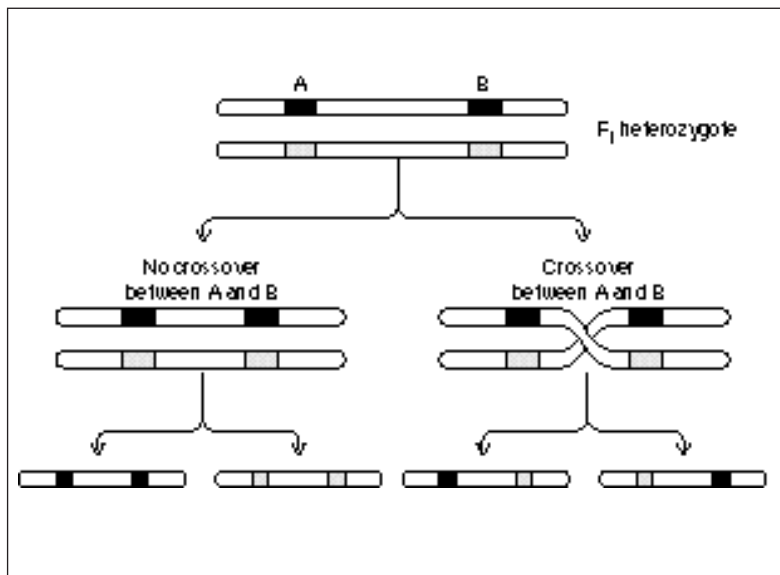 A B
F₁ heterozygote
No crossover
between A and B
Crossover
between A and B